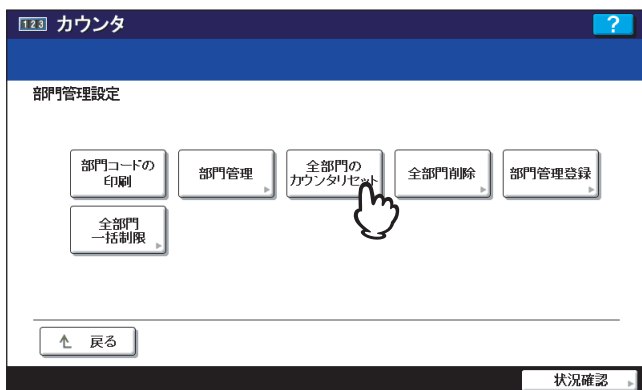 123 カウンタ ?
部門管理設定
部門コードの
印刷
部門管理
全部門の
カウンタリセット
全部門削除
部門管理登録
全部門
一括制限
戻る
状況確認